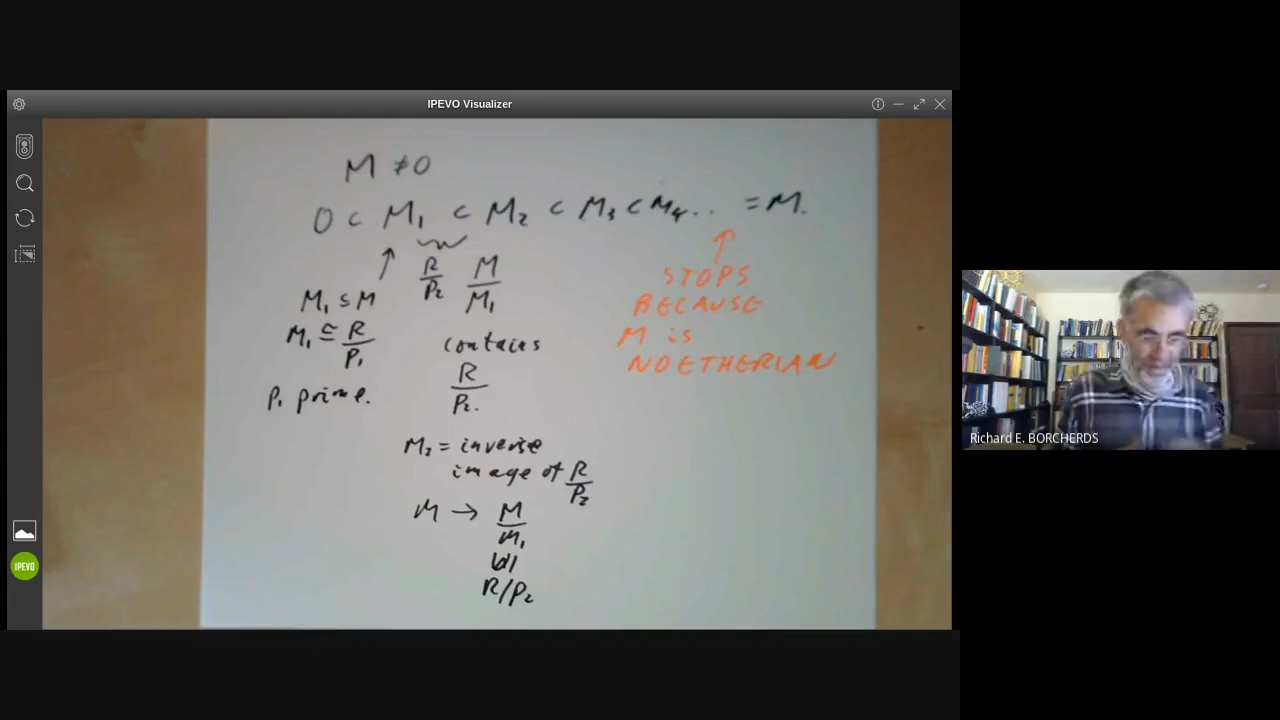 IPEVO Visualizer
M ≠ 0
0 ⊂ M₁ ⊂ M₂ ⊂ M₃ ⊂ M₄ . . = M.
R/P₂ M/M₁
M₁ ⊆ M
M₁ ≅ R/P₁
P₁ prime.
contains
R/P₂.
M₂ = inverse
image of R/P₂
M → M/M₁
∪|
R/P₂
↑
STOPS
BECAUSE
M is
NOETHERIAN
IPEVO
Richard E. BORCHERDS